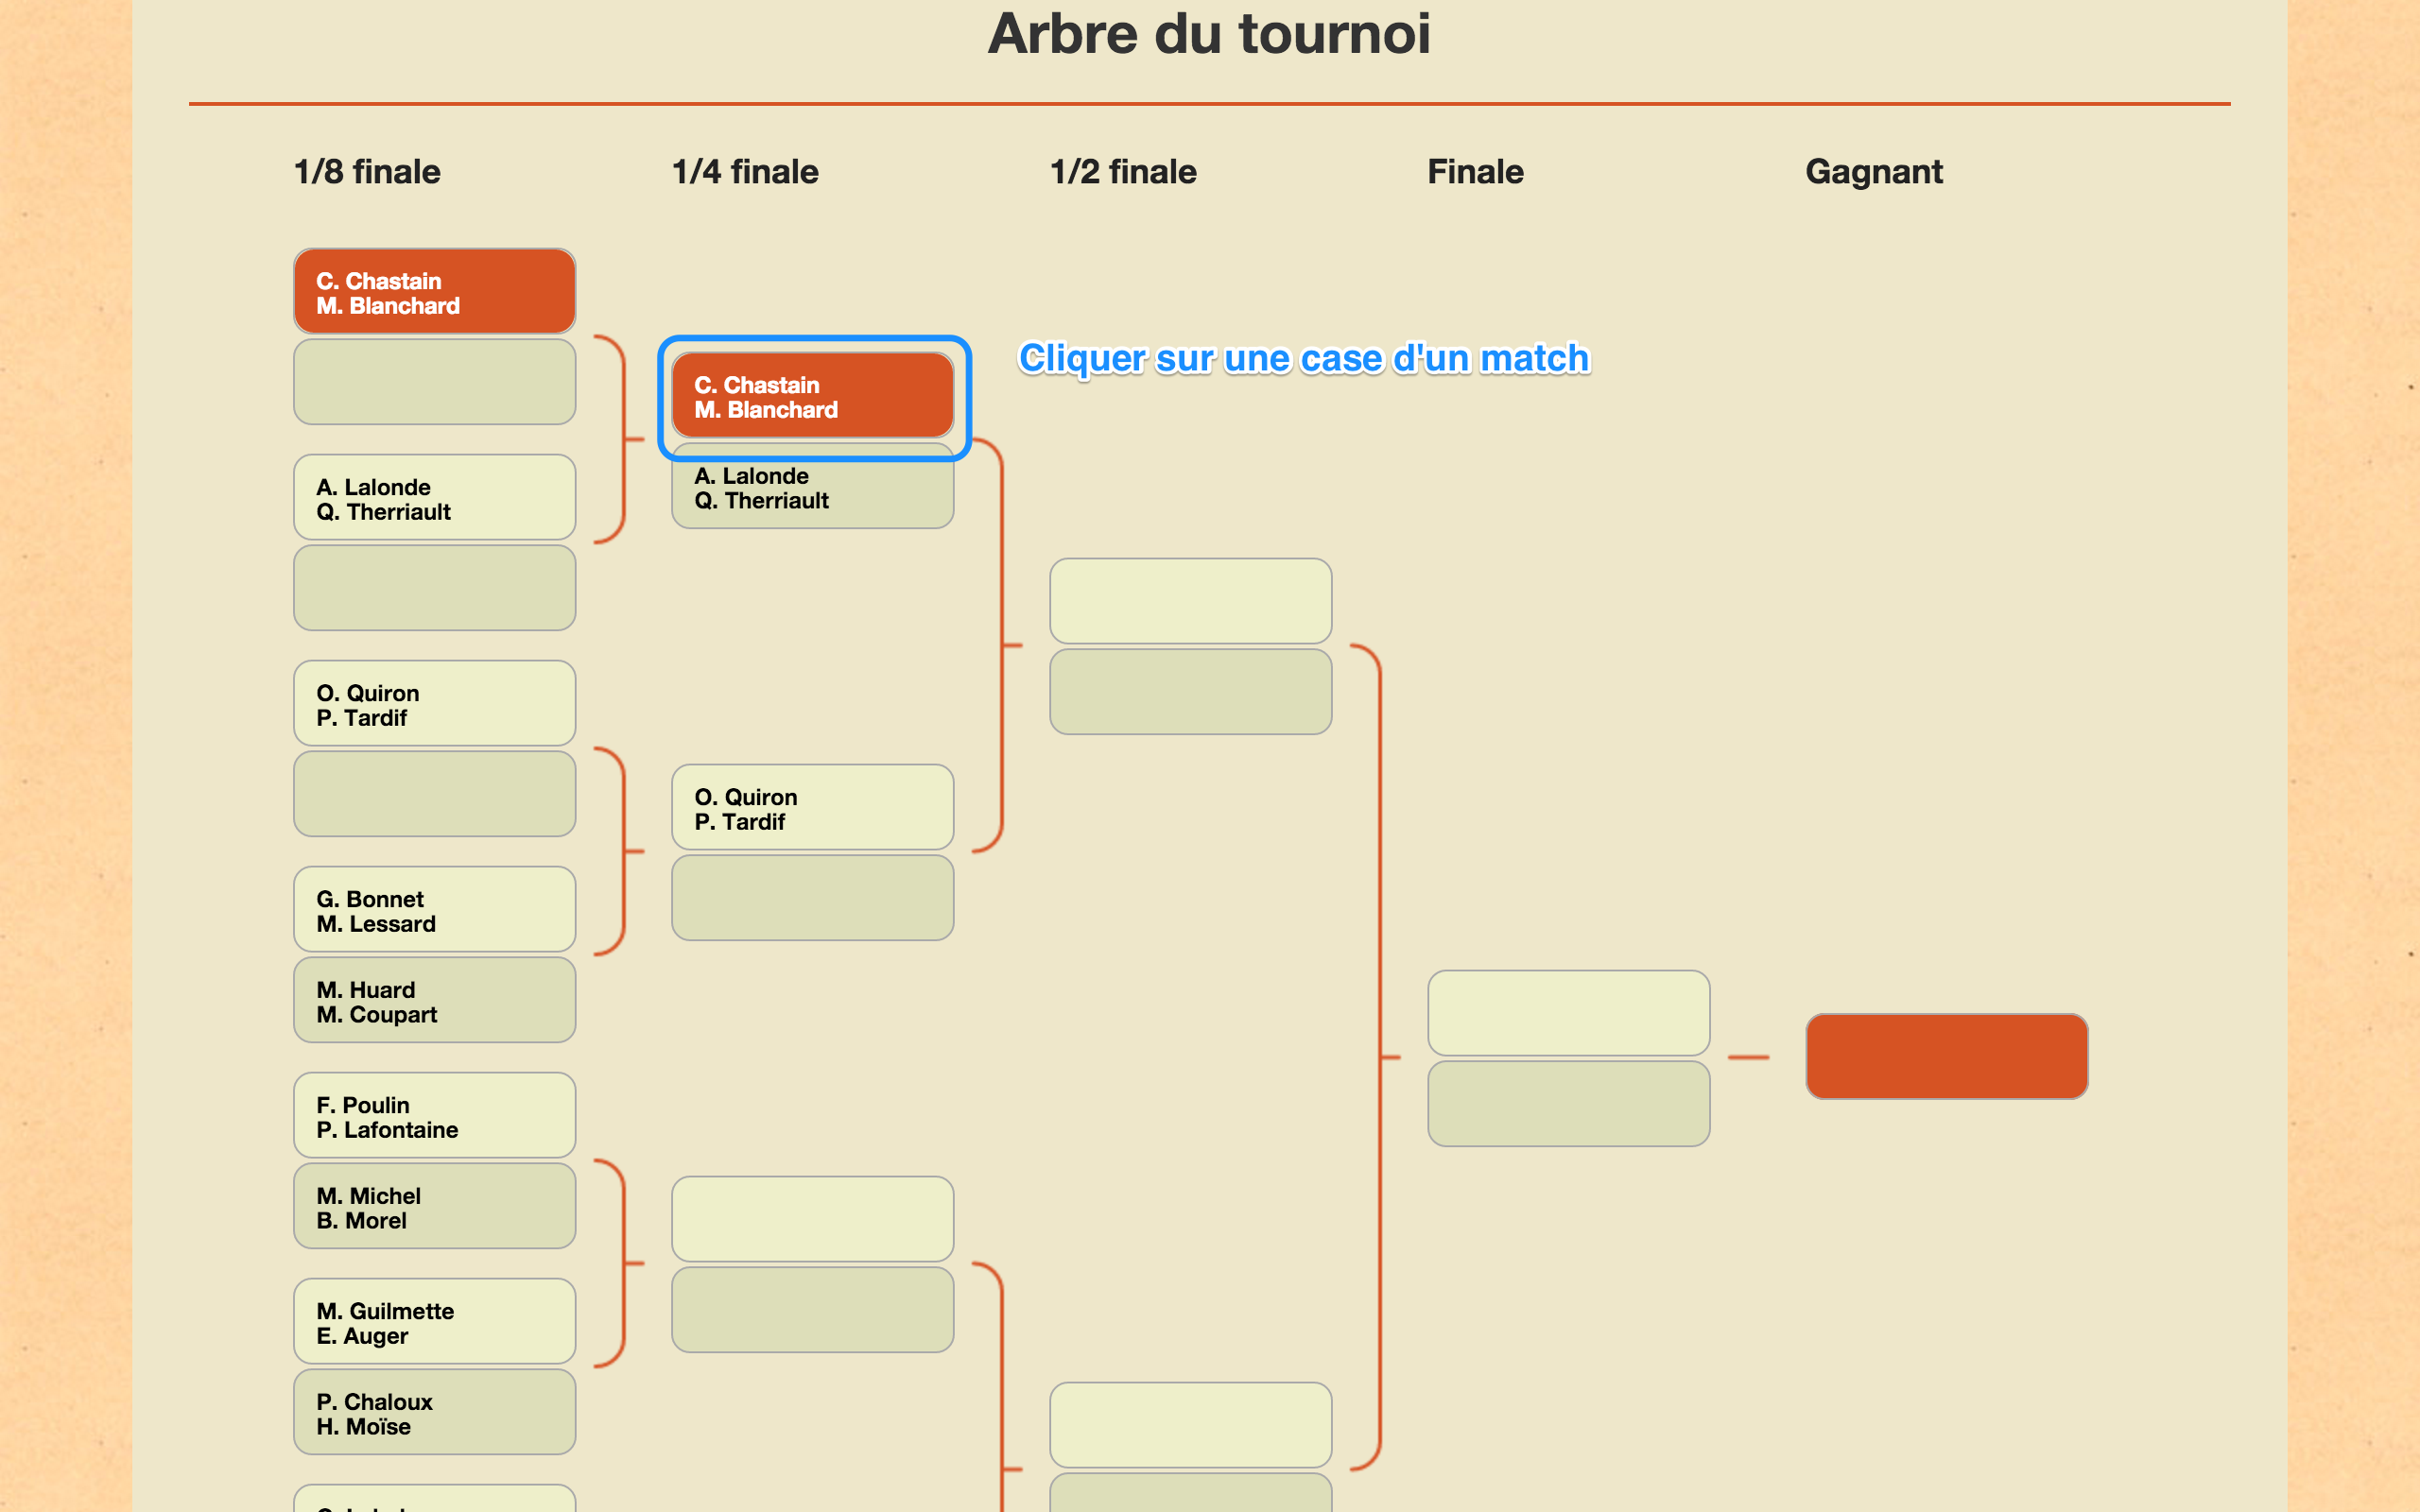 Arbre du tournoi
1/8 finale
1/4 finale
1/2 finale
Finale
Gagnant
C. Chastain
M. Blanchard
A. Lalonde
Q. Therriault
O. Quiron
P. Tardif
G. Bonnet
M. Lessard
M. Huard
M. Coupart
F. Poulin
P. Lafontaine
M. Michel
B. Morel
M. Guilmette
E. Auger
P. Chaloux
H. Moïse
C. Chastain
M. Blanchard
A. Lalonde
Q. Therriault
O. Quiron
P. Tardif
Cliquer sur une case d'un match